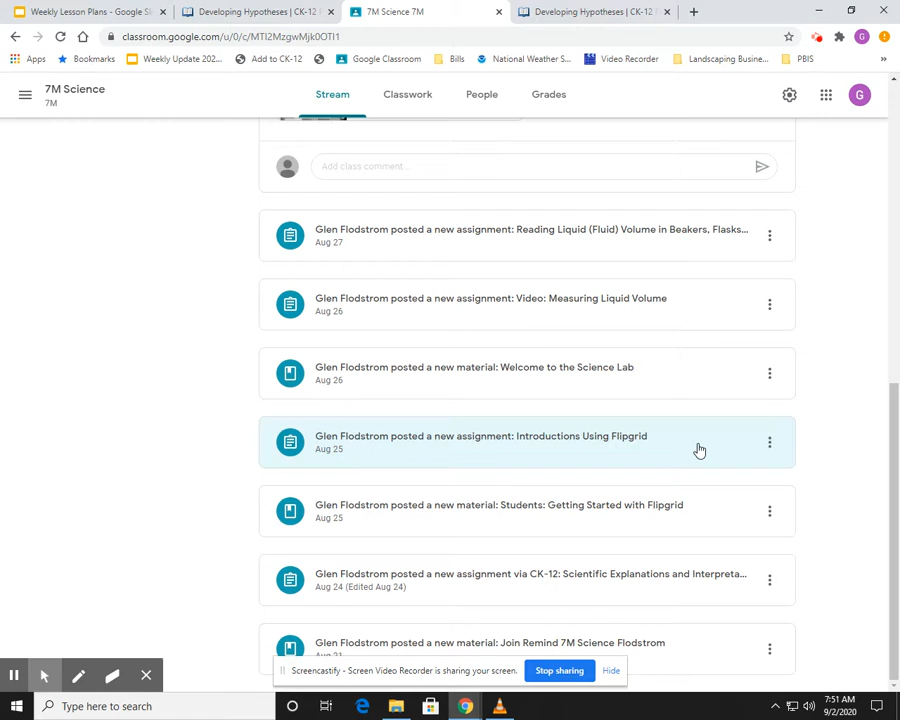 Weekly Lesson Plans - Google Sl
Developing Hypotheses | CK-12
7M Science 7M
Developing Hypotheses | CK-12 F
classroom.google.com/u/0/c/MTI2MzgwMjk0OTI1
G
Apps
Bookmarks
Weekly Update 202...
Add to CK-12
Google Classroom
Bills
National Weather S...
Video Recorder
Landscaping Busine...
PBIS
»
7M Science
7M
Stream
Classwork
People
Grades
G
Add class comment...
Glen Flodstrom posted a new assignment: Reading Liquid (Fluid) Volume in Beakers, Flasks...
Aug 27
Glen Flodstrom posted a new assignment: Video: Measuring Liquid Volume
Aug 26
Glen Flodstrom posted a new material: Welcome to the Science Lab
Aug 26
Glen Flodstrom posted a new assignment: Introductions Using Flipgrid
Aug 25
Glen Flodstrom posted a new material: Students: Getting Started with Flipgrid
Aug 25
Glen Flodstrom posted a new assignment via CK-12: Scientific Explanations and Interpreta...
Aug 24 (Edited Aug 24)
Glen Flodstrom posted a new material: Join Remind 7M Science Flodstrom
Screencastify - Screen Video Recorder is sharing your screen.
Stop sharing
Hide
Type here to search
7:51 AM
9/2/2020